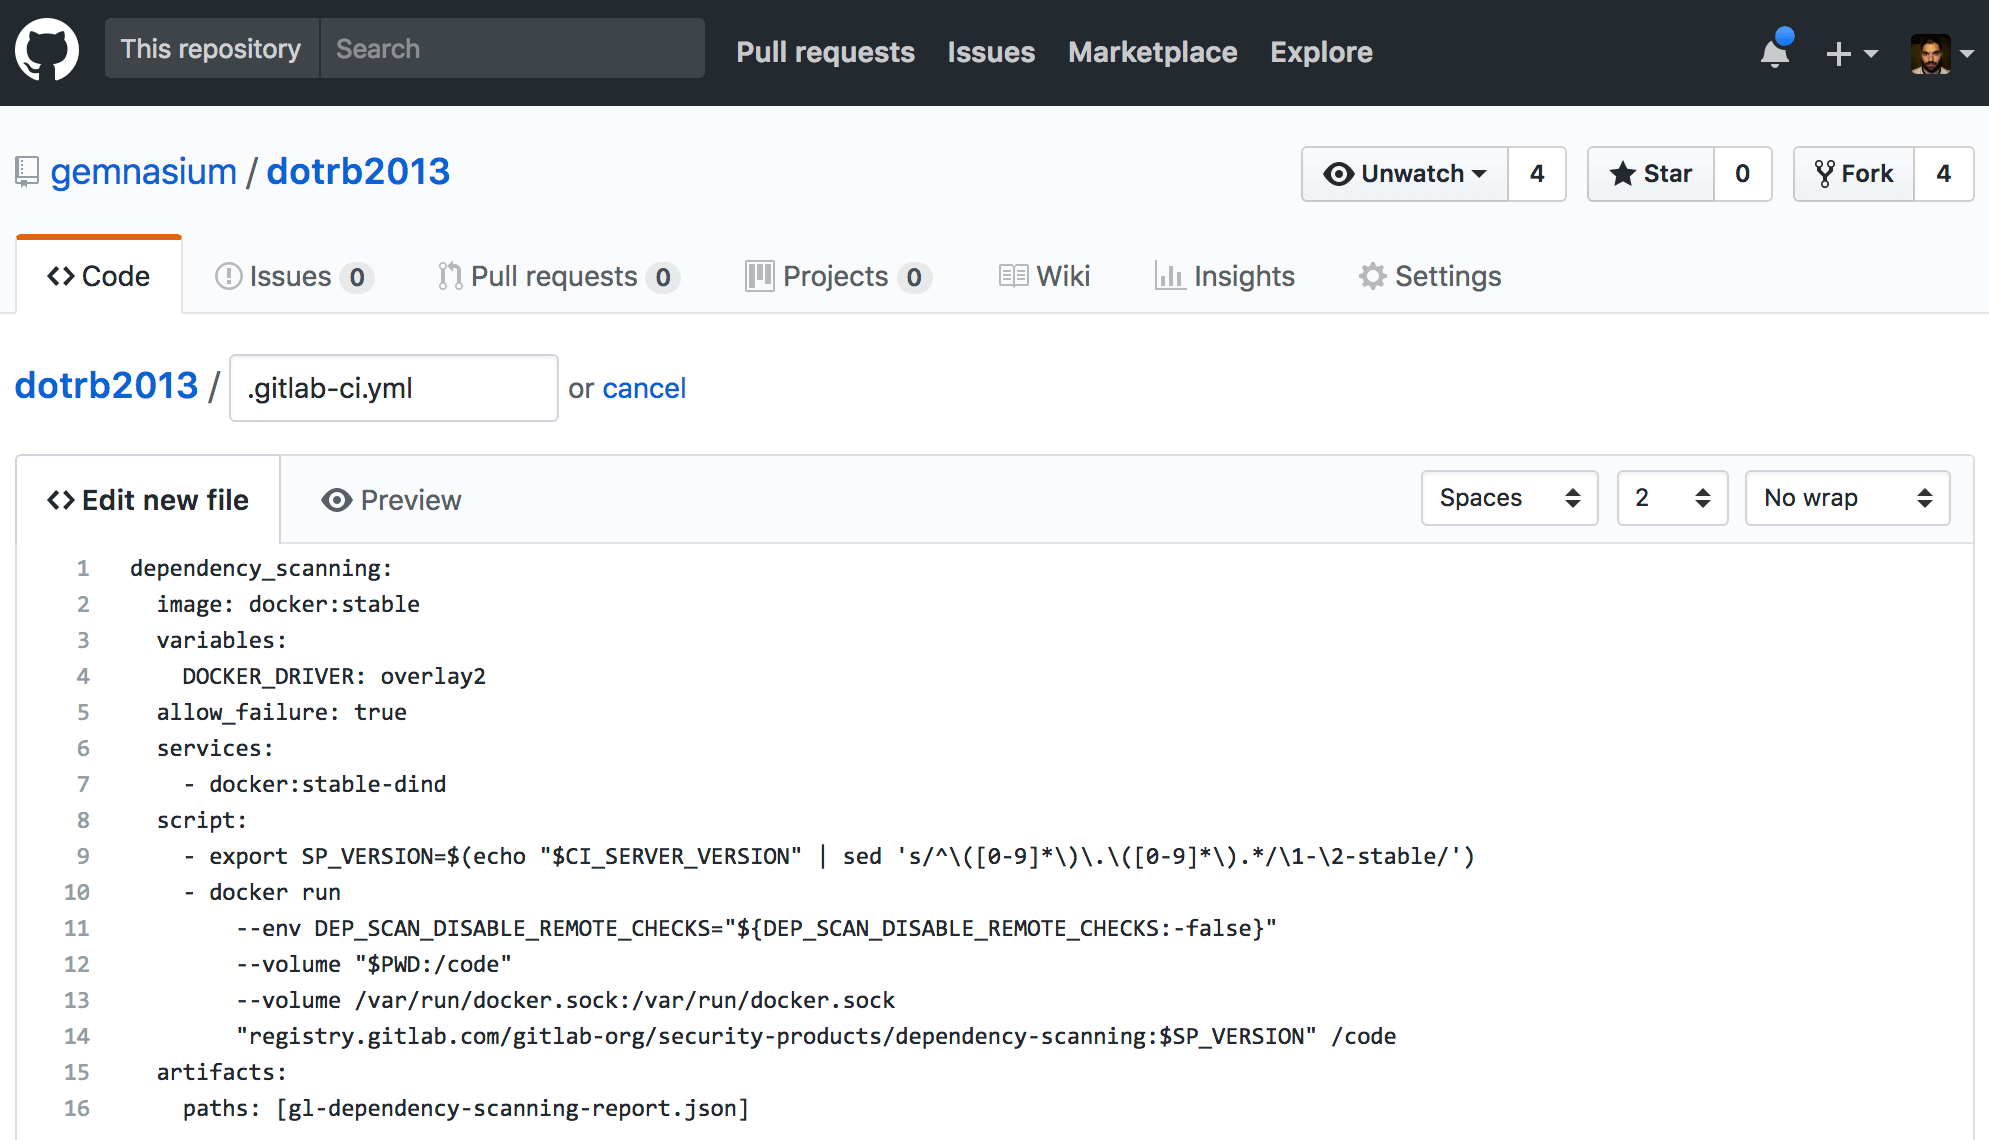 This repository Search Pull requests Issues Marketplace Explore
gemnasium / dotrb2013 Unwatch 4 Star 0 Fork 4
Code Issues 0 Pull requests 0 Projects 0 Wiki Insights Settings
dotrb2013 / .gitlab-ci.yml or cancel
Edit new file Preview Spaces 2 No wrap
1 dependency_scanning:
2 image: docker:stable
3 variables:
4 DOCKER_DRIVER: overlay2
5 allow_failure: true
6 services:
7 - docker:stable-dind
8 script:
9 - export SP_VERSION=$(echo "$CI_SERVER_VERSION" | sed 's/^\([0-9]*\)\.\([0-9]*\).*/\1-\2-stable/')
10 - docker run
11 --env DEP_SCAN_DISABLE_REMOTE_CHECKS="${DEP_SCAN_DISABLE_REMOTE_CHECKS:-false}"
12 --volume "$PWD:/code"
13 --volume /var/run/docker.sock:/var/run/docker.sock
14 "registry.gitlab.com/gitlab-org/security-products/dependency-scanning:$SP_VERSION" /code
15 artifacts:
16 paths: [gl-dependency-scanning-report.json]